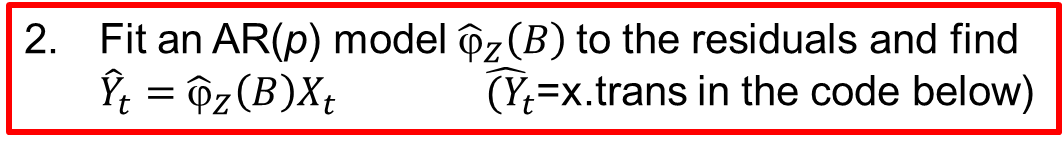 2. Fit an AR(p) model φ̂_Z(B) to the residuals and find
Ŷ_t = φ̂_Z(B)X_t (Ŷ_t=x.trans in the code below)